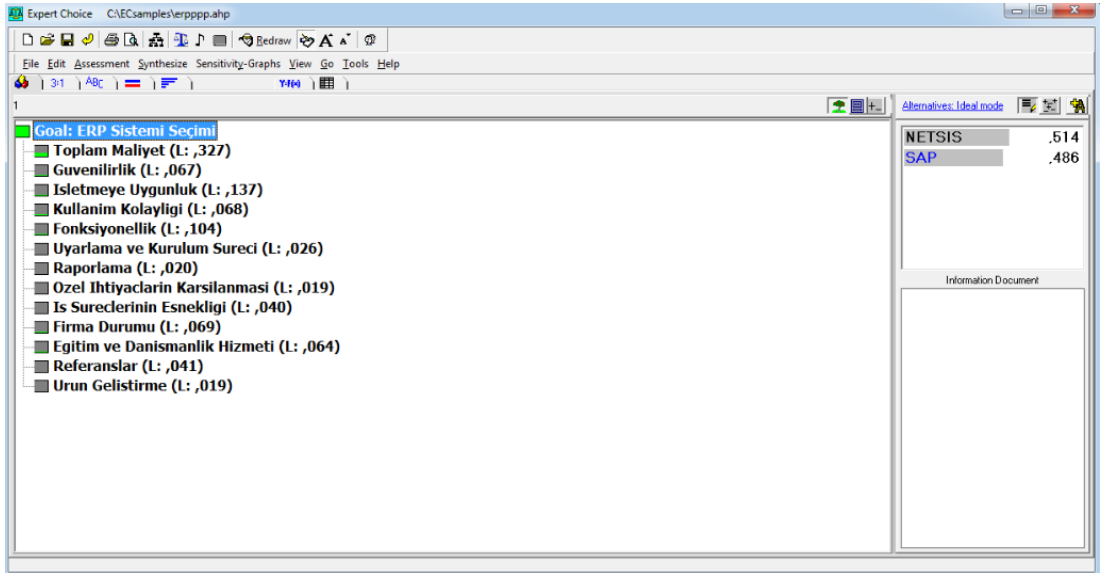 Expert Choice C:\ECsamples\erpppp.ahp
Redraw A A
File Edit Assessment Synthesize Sensitivity-Graphs View Go Tools Help
3:1 ABC Y=f(x)
1
Alternatives: Ideal mode
Goal: ERP Sistemi Seçimi
Toplam Maliyet (L: ,327)
Guvenilirlik (L: ,067)
Isletmeye Uygunluk (L: ,137)
Kullanim Kolayligi (L: ,068)
Fonksiyonellik (L: ,104)
Uyarlama ve Kurulum Sureci (L: ,026)
Raporlama (L: ,020)
Ozel Ihtiyaclarin Karsilanmasi (L: ,019)
Is Sureclerinin Esnekligi (L: ,040)
Firma Durumu (L: ,069)
Egitim ve Danismanlik Hizmeti (L: ,064)
Referanslar (L: ,041)
Urun Gelistirme (L: ,019)
NETSIS ,514
SAP ,486
Information Document